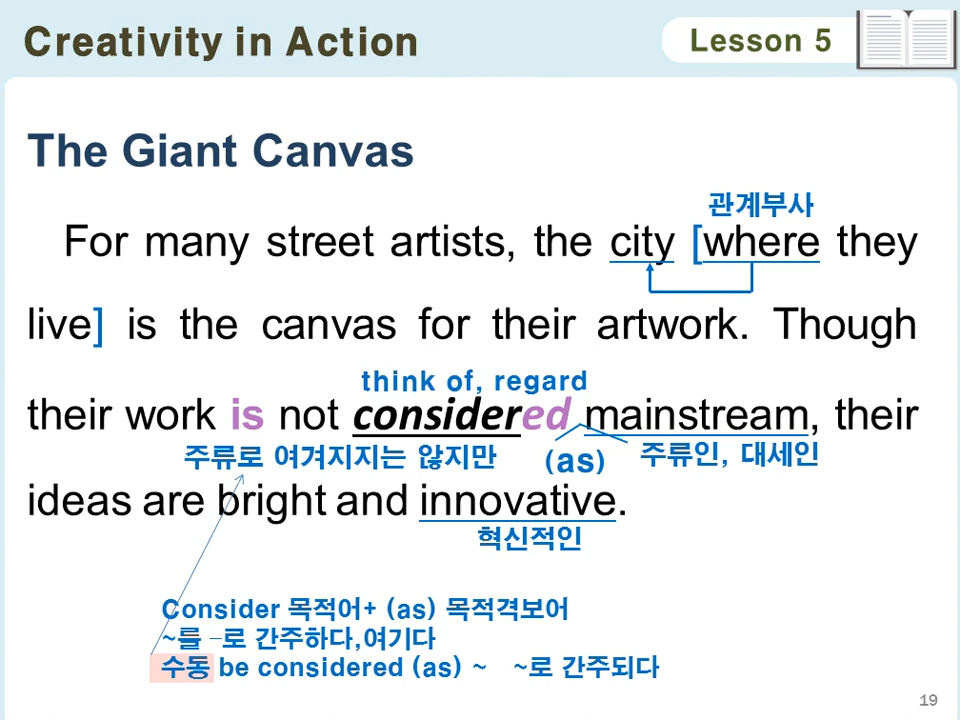 Creativity in Action
Lesson 5
The Giant Canvas
관계부사
For many street artists, the city [where they
live] is the canvas for their artwork. Though
think of, regard
their work is not considered mainstream, their
주류로 여겨지지는 않지만 (as) 주류인, 대세인
ideas are bright and innovative.
혁신적인
Consider 목적어+ (as) 목적격보어
~를 –로 간주하다,여기다
수동 be considered (as) ~ ~로 간주되다
19